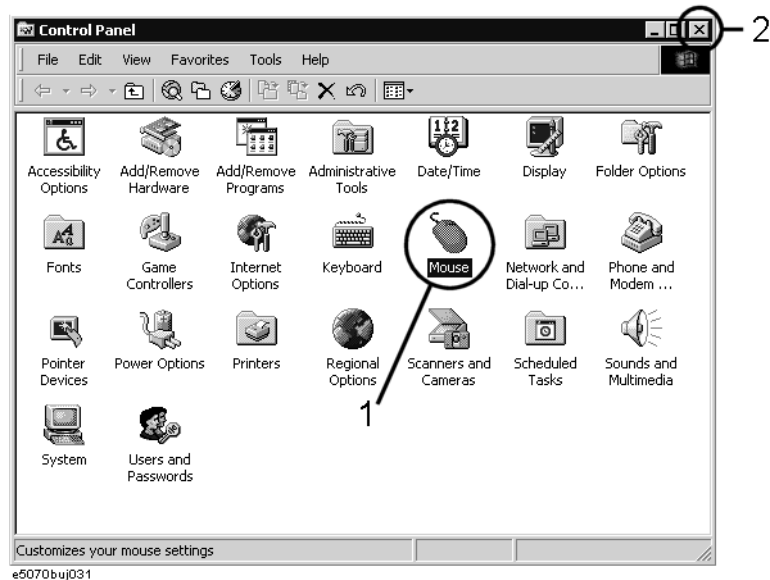 Control Panel
2
File Edit View Favorites Tools Help
Accessibility Options
Add/Remove Hardware
Add/Remove Programs
Administrative Tools
Date/Time
Display
Folder Options
Fonts
Game Controllers
Internet Options
Keyboard
Mouse
Network and Dial-up Co...
Phone and Modem ...
Pointer Devices
Power Options
Printers
Regional Options
Scanners and Cameras
Scheduled Tasks
Sounds and Multimedia
1
System
Users and Passwords
Customizes your mouse settings
e5070buj031